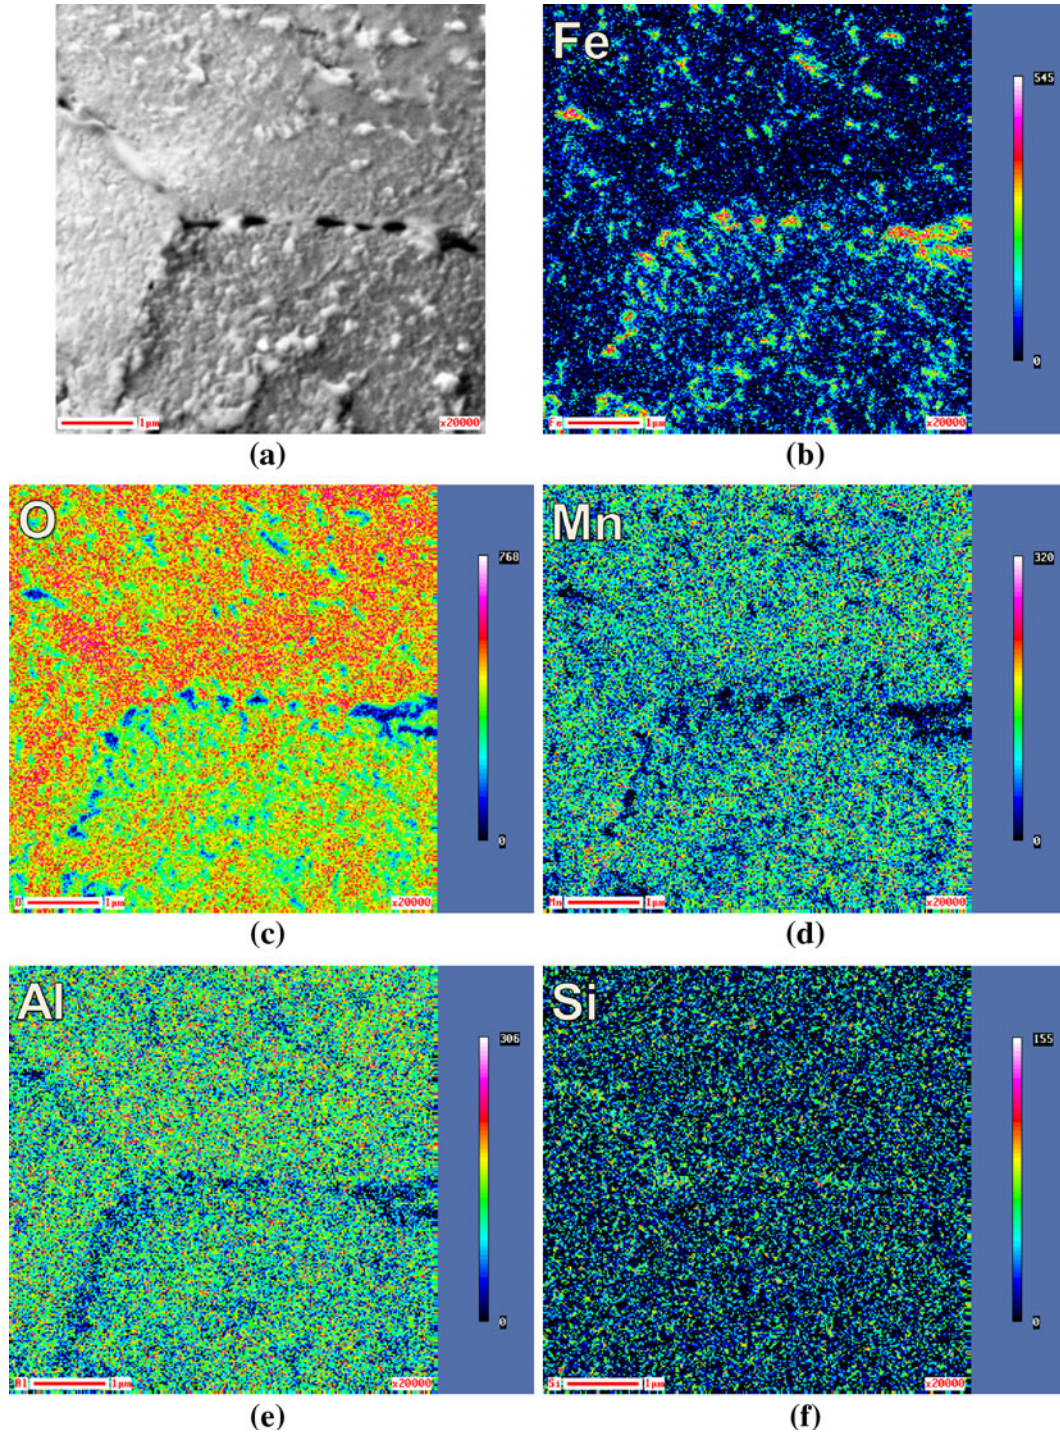 Fe
545
0
1μm
x20000
Fe
1μm
x20000
(a)
(b)
O
768
0
Mn
320
0
O
1μm
x20000
Mn
1μm
x20000
(c)
(d)
Al
306
0
Si
155
0
Al
1μm
x20000
Si
1μm
x20000
(e)
(f)